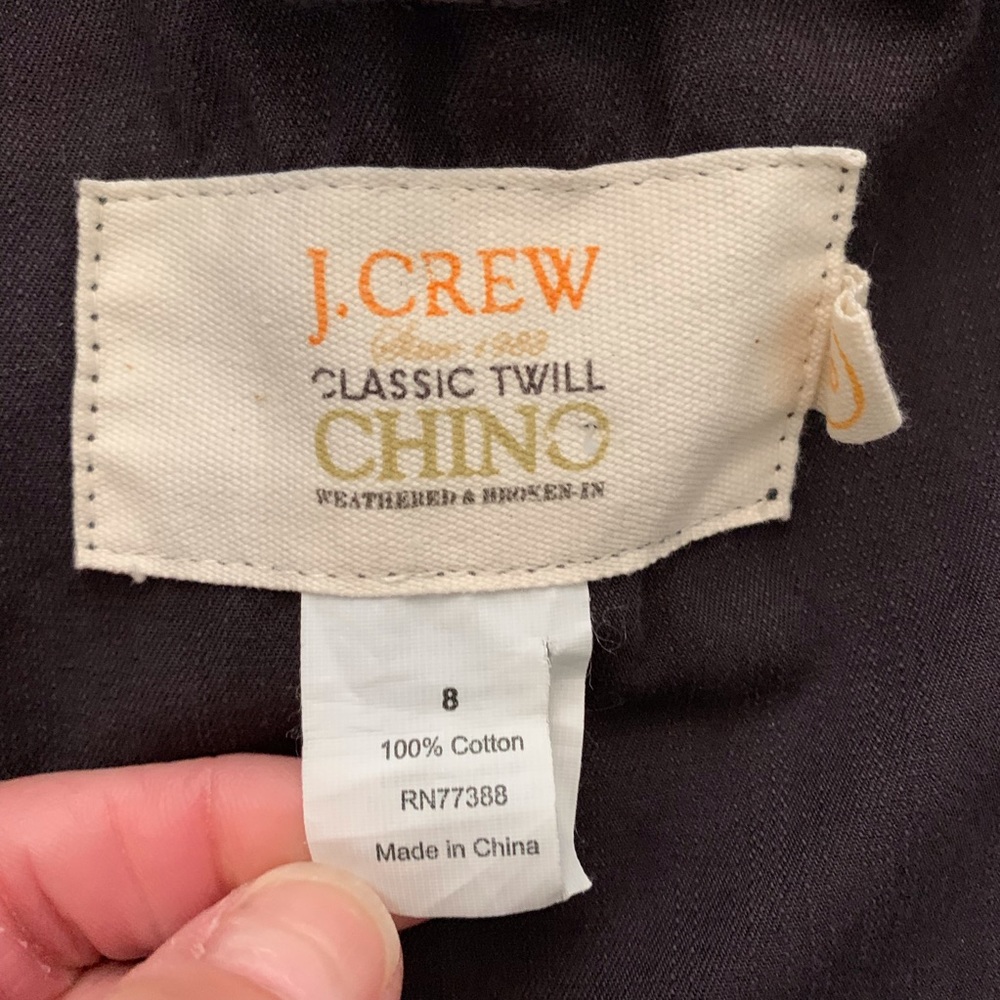 J.CREW
Since 1983
CLASSIC TWILL
CHINO
WEATHERED & BROKEN-IN
8
100% Cotton
RN77388
Made in China